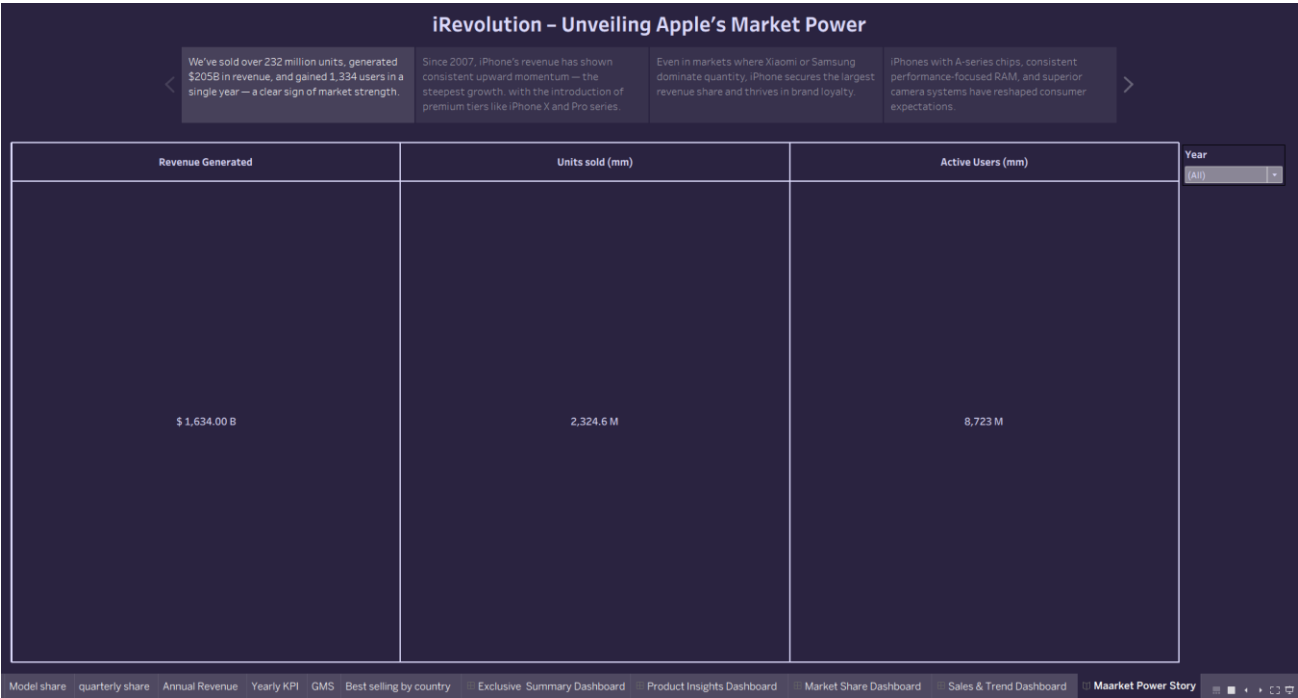 iRevolution – Unveiling Apple's Market Power
We've sold over 232 million units, generated
$205B in revenue, and gained 1,334 users in a
single year — a clear sign of market strength.
Since 2007, iPhone's revenue has shown
consistent upward momentum — the
steepest growth. with the introduction of
premium tiers like iPhone X and Pro series.
Even in markets where Xiaomi or Samsung
dominate quantity, iPhone secures the largest
revenue share and thrives in brand loyalty.
iPhones with A-series chips, consistent
performance-focused RAM, and superior
camera systems have reshaped consumer
expectations.
Revenue Generated
Units sold (mm)
Active Users (mm)
Year
(All)
$ 1,634.00 B
2,324.6 M
8,723 M
Model share
quarterly share
Annual Revenue
Yearly KPI
GMS
Best selling by country
Exclusive Summary Dashboard
Product Insights Dashboard
Market Share Dashboard
Sales & Trend Dashboard
Maarket Power Story